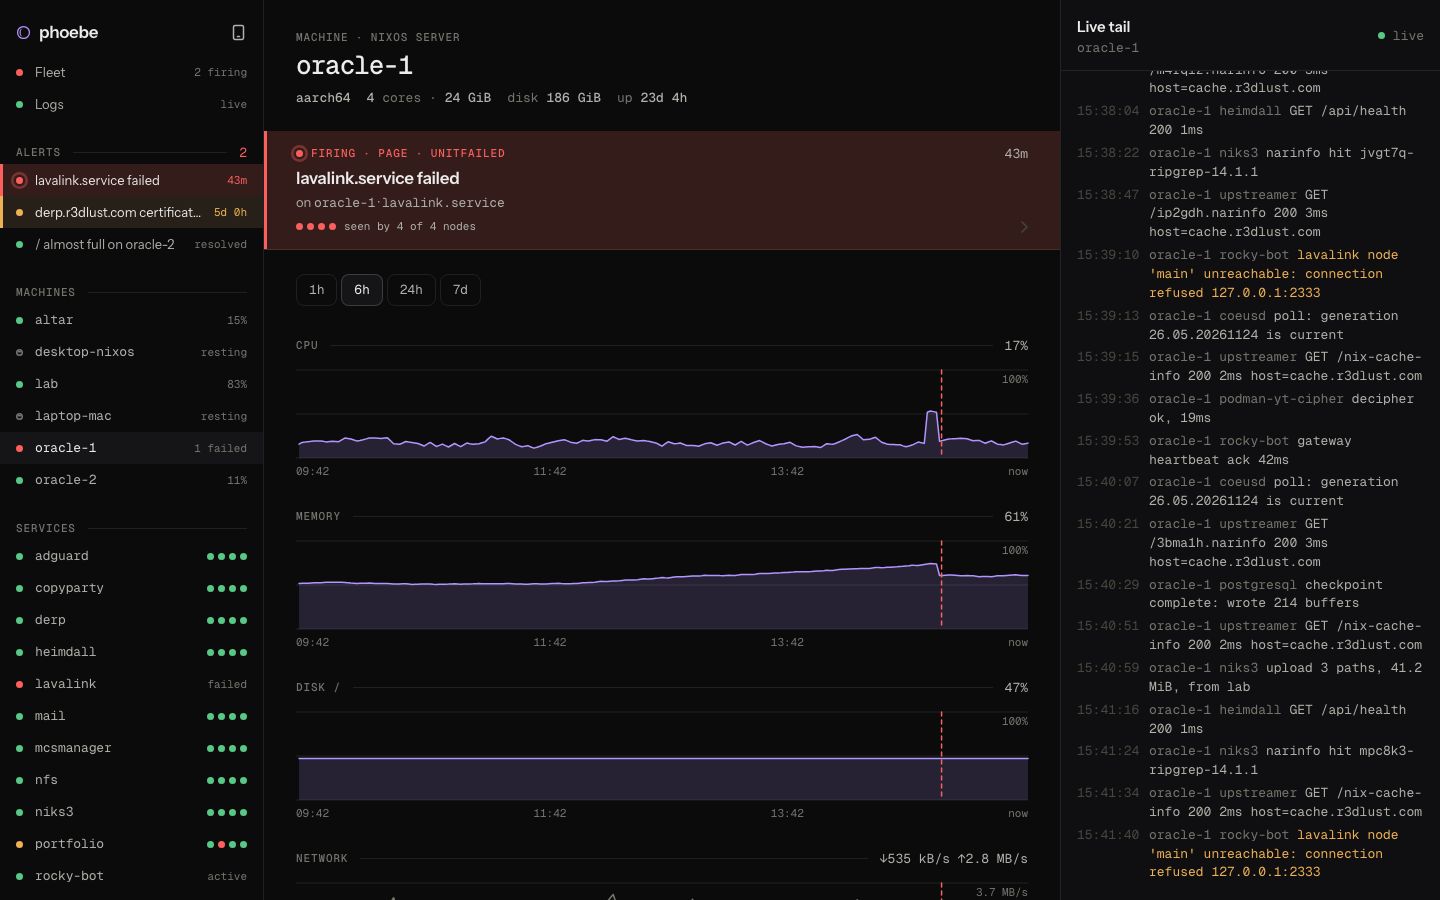 phoebe
Fleet 2 firing
Logs live
ALERTS 2
lavalink.service failed 43m
derp.r3dlust.com certificat… 5d 0h
/ almost full on oracle-2 resolved
MACHINES
altar 15%
desktop-nixos resting
lab 83%
laptop-mac resting
oracle-1 1 failed
oracle-2 11%
SERVICES
adguard
copyparty
derp
heimdall
lavalink failed
mail
mcsmanager
nfs
niks3
portfolio
rocky-bot active
MACHINE · NIXOS SERVER
oracle-1
aarch64 4 cores · 24 GiB disk 186 GiB up 23d 4h
FIRING · PAGE · UNITFAILED 43m
lavalink.service failed
on oracle-1·lavalink.service
seen by 4 of 4 nodes
1h 6h 24h 7d
CPU 17%
100%
09:42 11:42 13:42 now
MEMORY 61%
100%
09:42 11:42 13:42 now
DISK / 47%
100%
09:42 11:42 13:42 now
NETWORK ↓535 kB/s ↑2.8 MB/s
3.7 MB/s
Live tail
oracle-1
live
host=cache.r3dlust.com
15:38:04 oracle-1 heimdall GET /api/health
200 1ms
15:38:22 oracle-1 niks3 narinfo hit jvgt7q-
ripgrep-14.1.1
15:38:47 oracle-1 upstreamer GET
/ip2gdh.narinfo 200 3ms
host=cache.r3dlust.com
15:39:10 oracle-1 rocky-bot lavalink node
'main' unreachable: connection
refused 127.0.0.1:2333
15:39:13 oracle-1 coeusd poll: generation
26.05.20261124 is current
15:39:15 oracle-1 upstreamer GET /nix-cache-
info 200 2ms host=cache.r3dlust.com
15:39:36 oracle-1 podman-yt-cipher decipher
ok, 19ms
15:39:53 oracle-1 rocky-bot gateway
heartbeat ack 42ms
15:40:07 oracle-1 coeusd poll: generation
26.05.20261124 is current
15:40:21 oracle-1 upstreamer GET
/3bma1h.narinfo 200 3ms
host=cache.r3dlust.com
15:40:29 oracle-1 postgresql checkpoint
complete: wrote 214 buffers
15:40:51 oracle-1 upstreamer GET /nix-cache-
info 200 2ms host=cache.r3dlust.com
15:40:59 oracle-1 niks3 upload 3 paths, 41.2
MiB, from lab
15:41:16 oracle-1 heimdall GET /api/health
200 1ms
15:41:24 oracle-1 niks3 narinfo hit mpc8k3-
ripgrep-14.1.1
15:41:34 oracle-1 upstreamer GET /nix-cache-
info 200 2ms host=cache.r3dlust.com
15:41:40 oracle-1 rocky-bot lavalink node
'main' unreachable: connection
refused 127.0.0.1:2333